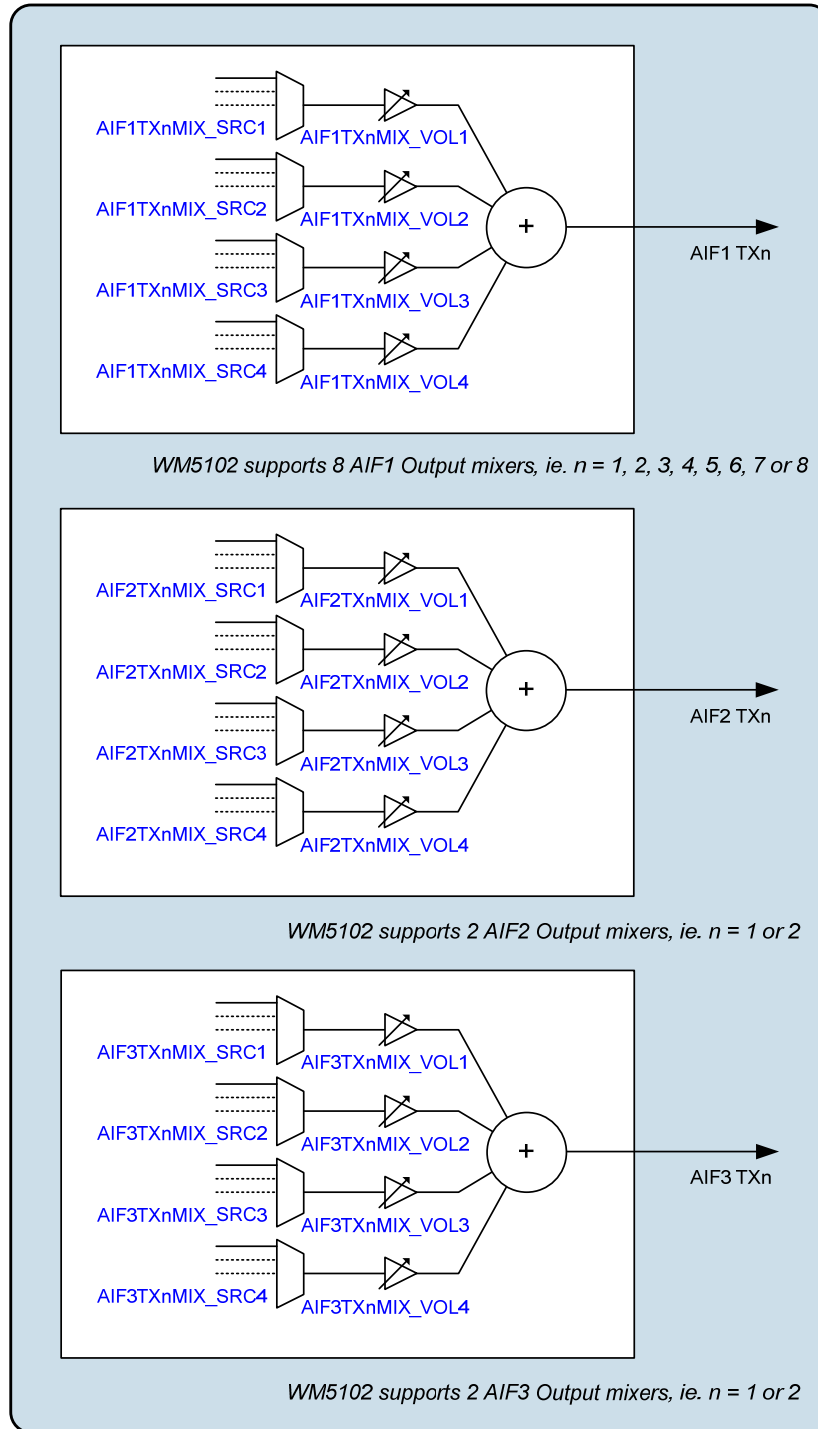 AIF1TXnMIX_SRC1
AIF1TXnMIX_VOL1
AIF1TXnMIX_SRC2
AIF1TXnMIX_VOL2
+
AIF1 TXn
AIF1TXnMIX_SRC3
AIF1TXnMIX_VOL3
AIF1TXnMIX_SRC4
AIF1TXnMIX_VOL4
WM5102 supports 8 AIF1 Output mixers, ie. n = 1, 2, 3, 4, 5, 6, 7 or 8
AIF2TXnMIX_SRC1
AIF2TXnMIX_VOL1
AIF2TXnMIX_SRC2
AIF2TXnMIX_VOL2
+
AIF2 TXn
AIF2TXnMIX_SRC3
AIF2TXnMIX_VOL3
AIF2TXnMIX_SRC4
AIF2TXnMIX_VOL4
WM5102 supports 2 AIF2 Output mixers, ie. n = 1 or 2
AIF3TXnMIX_SRC1
AIF3TXnMIX_VOL1
AIF3TXnMIX_SRC2
AIF3TXnMIX_VOL2
+
AIF3 TXn
AIF3TXnMIX_SRC3
AIF3TXnMIX_VOL3
AIF3TXnMIX_SRC4
AIF3TXnMIX_VOL4
WM5102 supports 2 AIF3 Output mixers, ie. n = 1 or 2